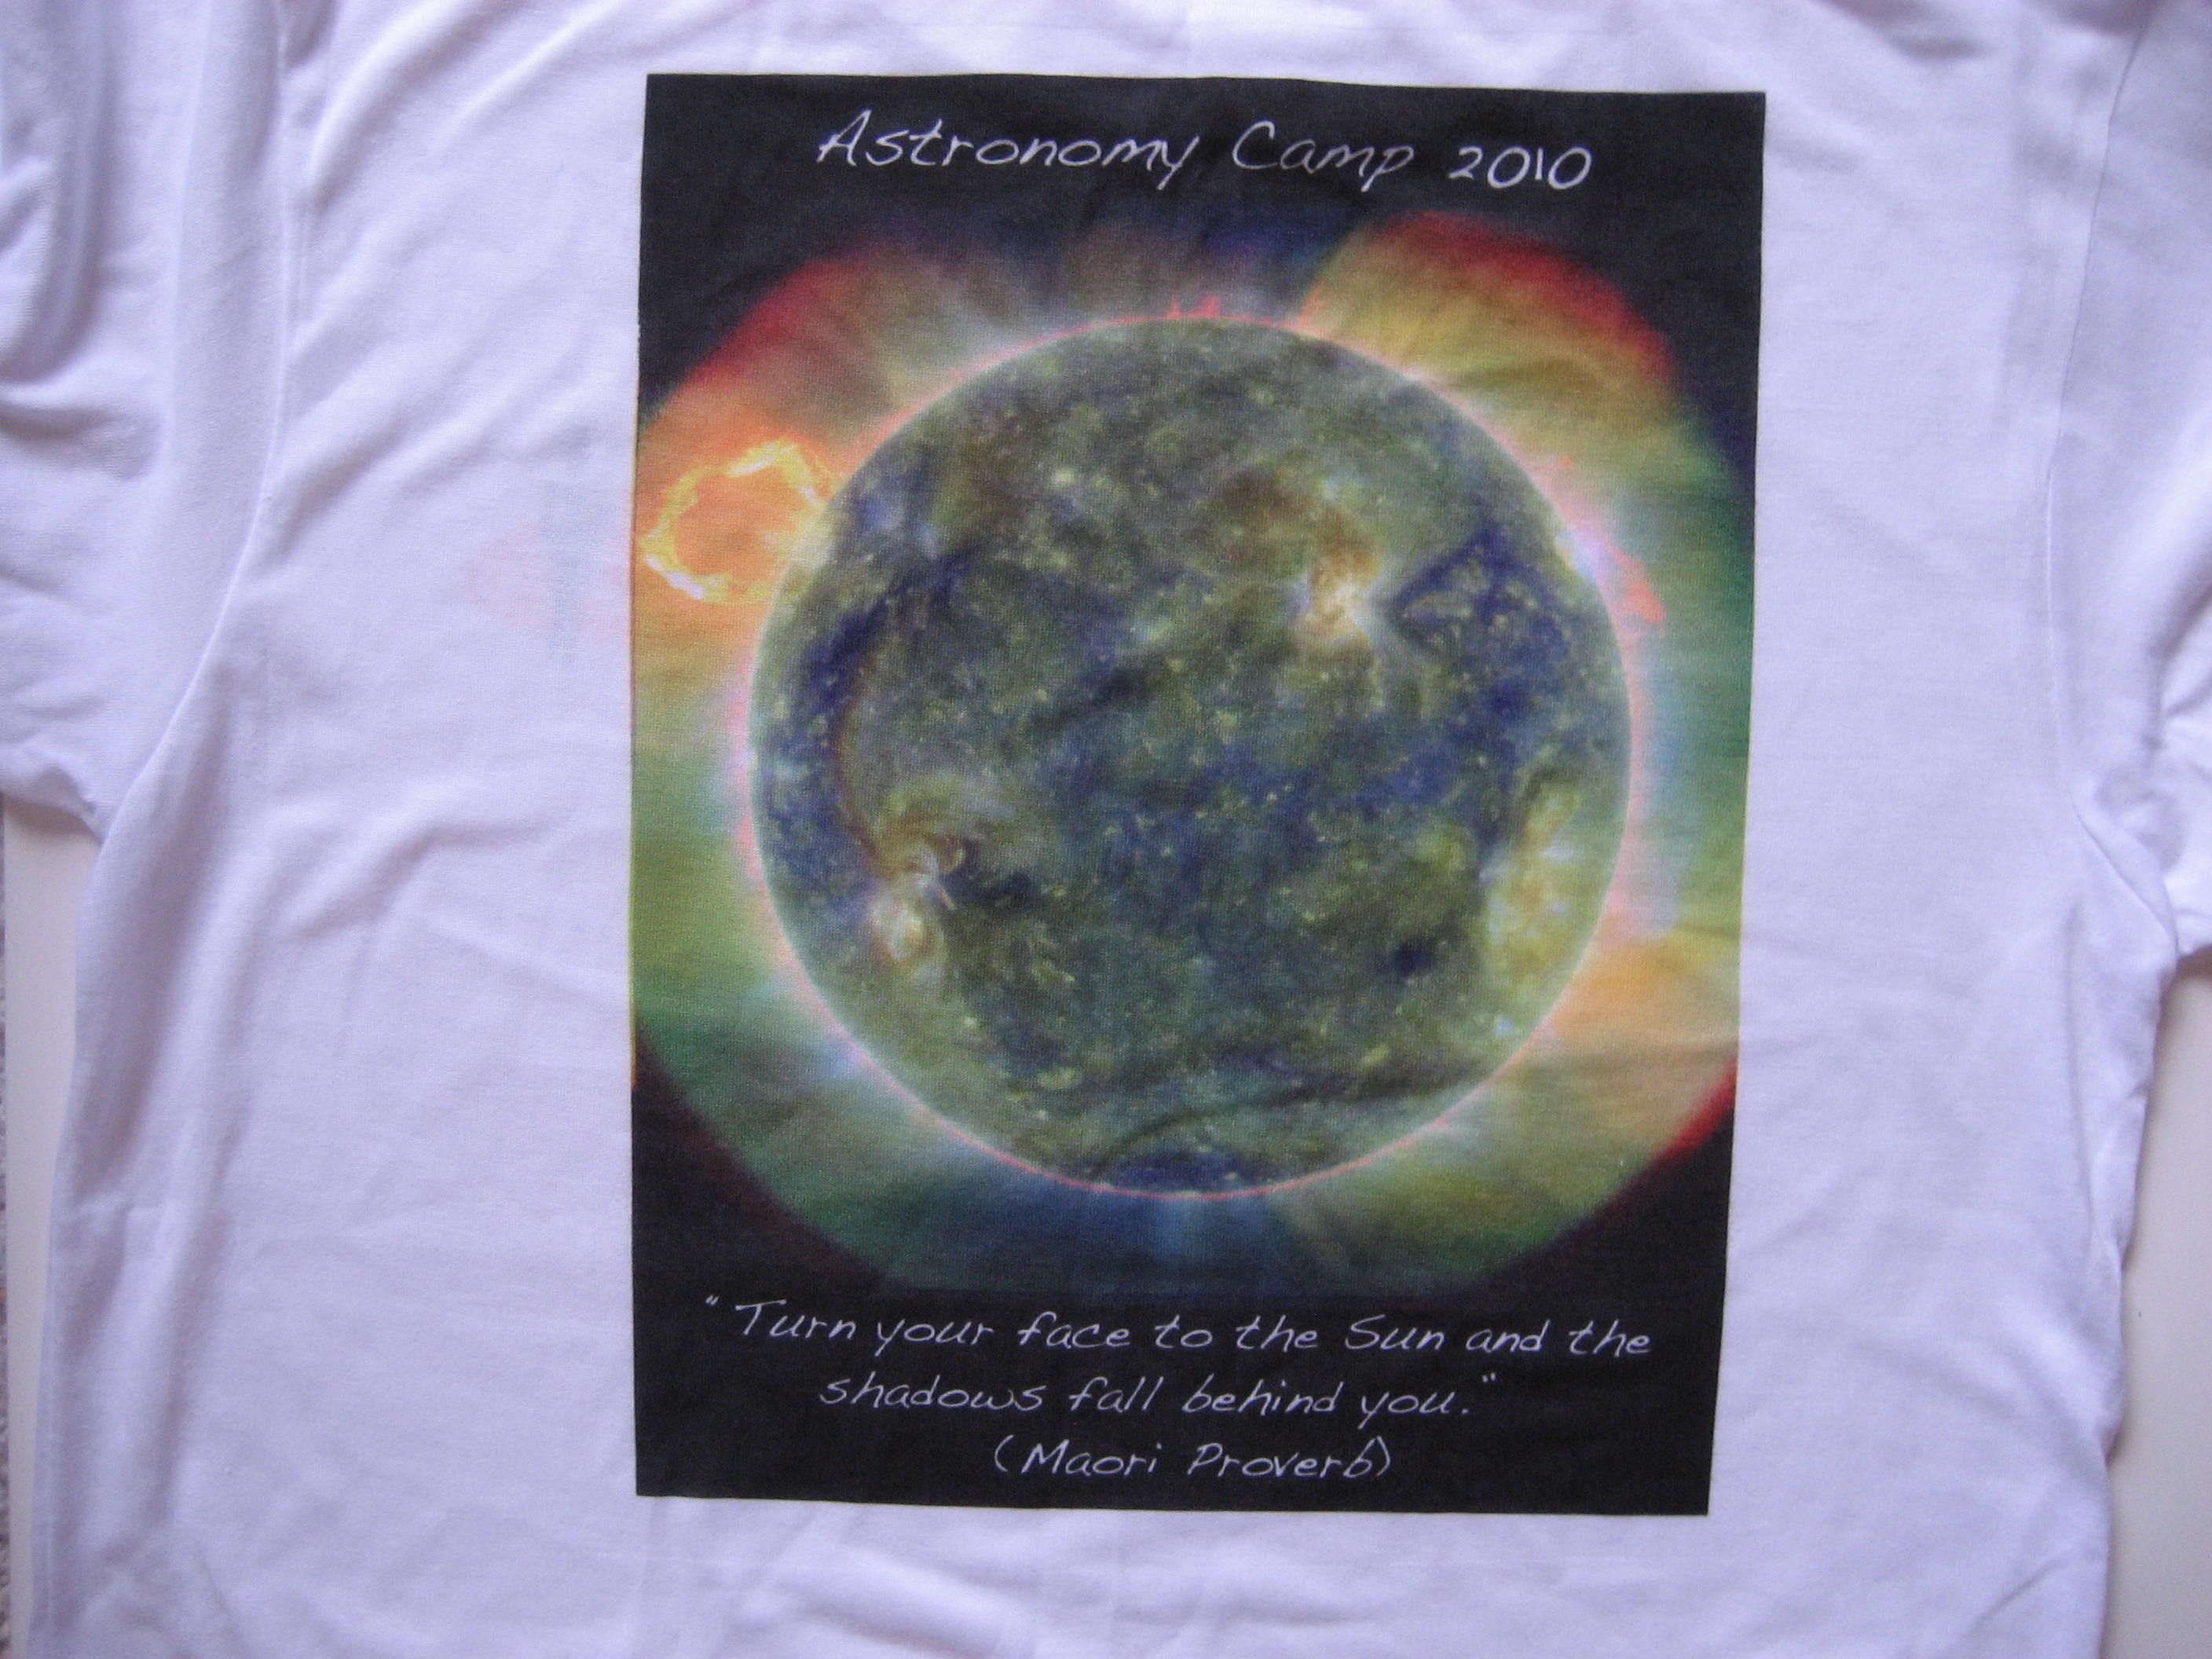 Astronomy Camp 2010
"Turn your face to the Sun and the
shadows fall behind you."
(Maori Proverb)